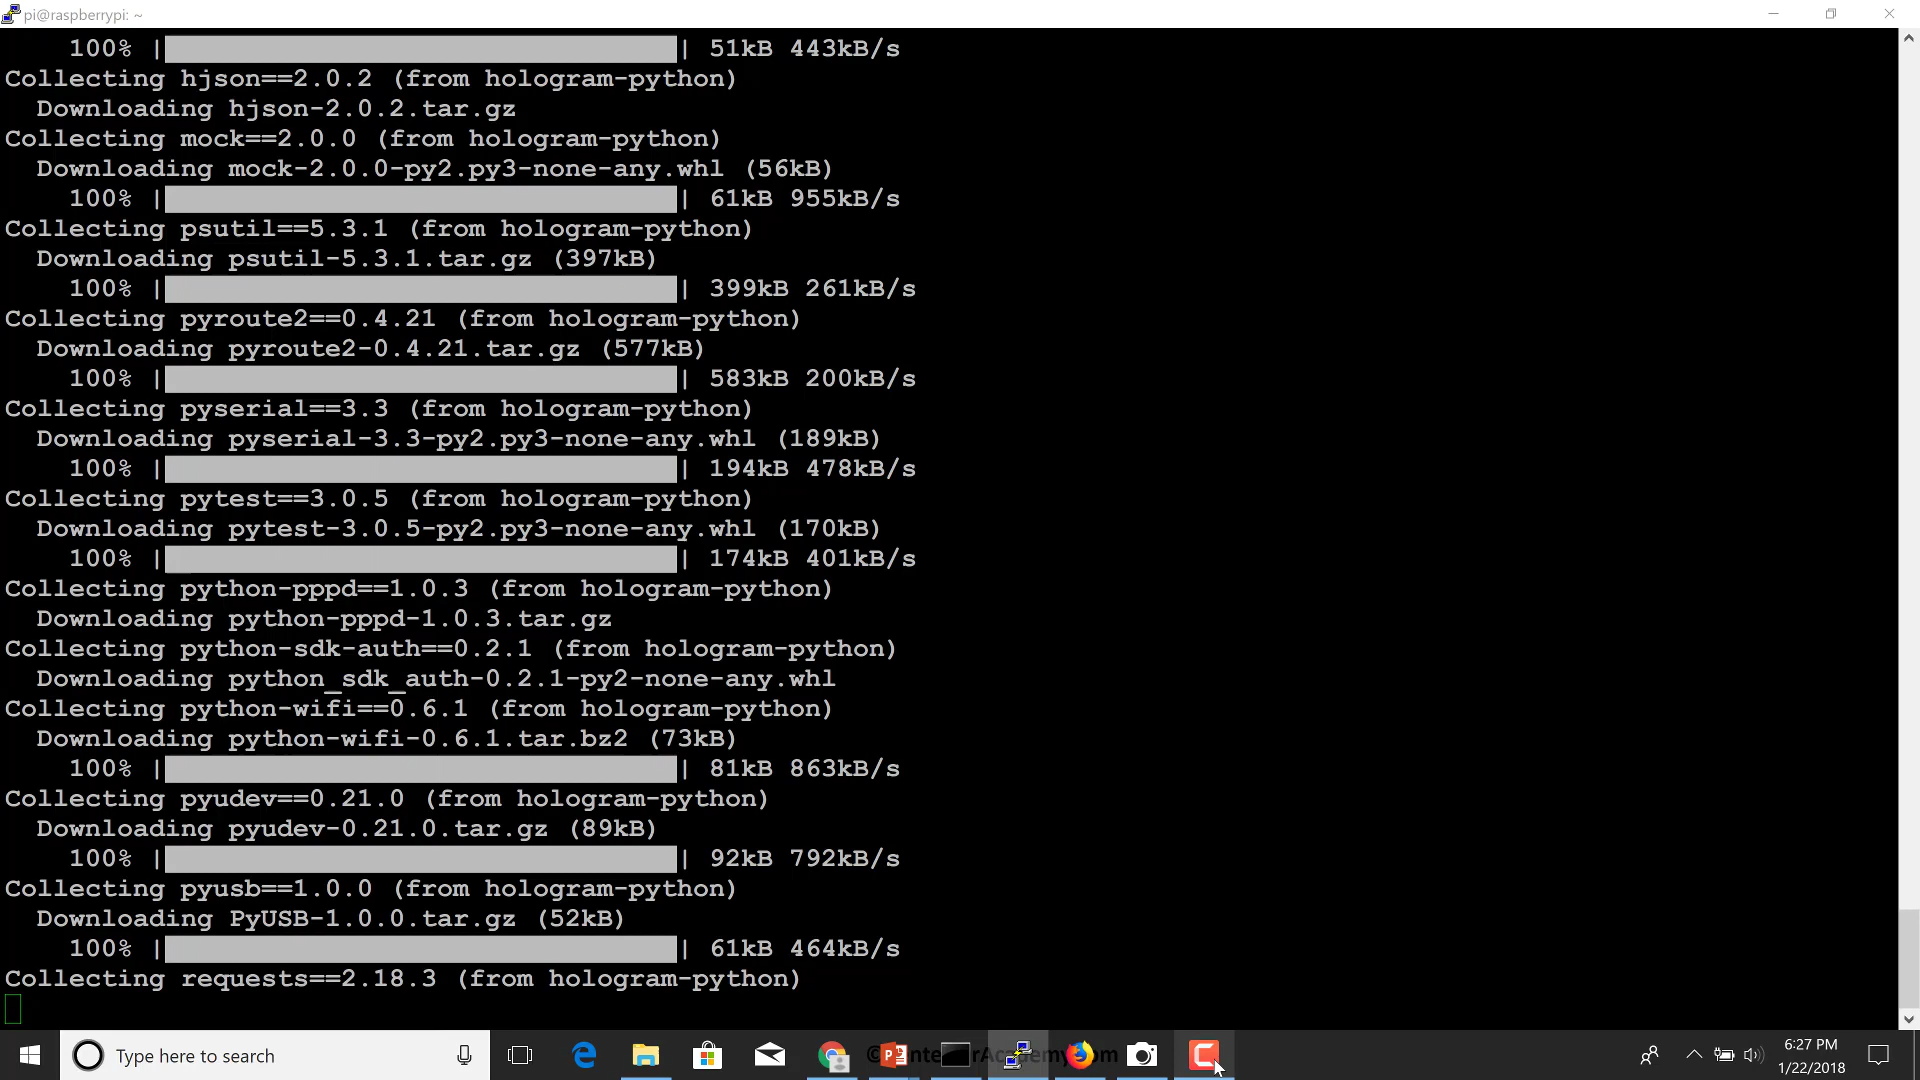 pi@raspberrypi: ~
100% | | 51kB 443kB/s
Collecting hjson==2.0.2 (from hologram-python)
Downloading hjson-2.0.2.tar.gz
Collecting mock==2.0.0 (from hologram-python)
Downloading mock-2.0.0-py2.py3-none-any.whl (56kB)
100% | | 61kB 955kB/s
Collecting psutil==5.3.1 (from hologram-python)
Downloading psutil-5.3.1.tar.gz (397kB)
100% | | 399kB 261kB/s
Collecting pyroute2==0.4.21 (from hologram-python)
Downloading pyroute2-0.4.21.tar.gz (577kB)
100% | | 583kB 200kB/s
Collecting pyserial==3.3 (from hologram-python)
Downloading pyserial-3.3-py2.py3-none-any.whl (189kB)
100% | | 194kB 478kB/s
Collecting pytest==3.0.5 (from hologram-python)
Downloading pytest-3.0.5-py2.py3-none-any.whl (170kB)
100% | | 174kB 401kB/s
Collecting python-pppd==1.0.3 (from hologram-python)
Downloading python-pppd-1.0.3.tar.gz
Collecting python-sdk-auth==0.2.1 (from hologram-python)
Downloading python_sdk_auth-0.2.1-py2-none-any.whl
Collecting python-wifi==0.6.1 (from hologram-python)
Downloading python-wifi-0.6.1.tar.bz2 (73kB)
100% | | 81kB 863kB/s
Collecting pyudev==0.21.0 (from hologram-python)
Downloading pyudev-0.21.0.tar.gz (89kB)
100% | | 92kB 792kB/s
Collecting pyusb==1.0.0 (from hologram-python)
Downloading PyUSB-1.0.0.tar.gz (52kB)
100% | | 61kB 464kB/s
Collecting requests==2.18.3 (from hologram-python)
Type here to search
6:27 PM
1/22/2018